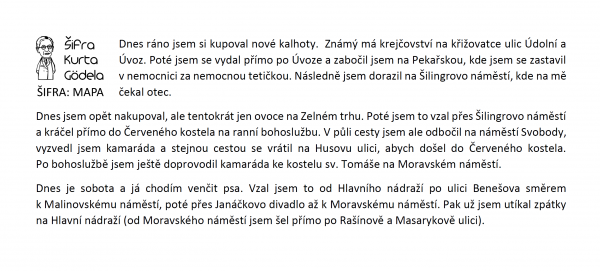 Šifra
Kurta
Gödela
ŠIFRA: MAPA
Dnes ráno jsem si kupoval nové kalhoty. Známý má krejčovství na křižovatce ulic Údolní a
Úvoz. Poté jsem se vydal přímo po Úvoze a zabočil jsem na Pekařskou, kde jsem se zastavil
v nemocnici za nemocnou tetičkou. Následně jsem dorazil na Šilingrovo náměstí, kde na mě
čekal otec.
Dnes jsem opět nakupoval, ale tentokrát jen ovoce na Zelném trhu. Poté jsem to vzal přes Šilingrovo náměstí
a kráčel přímo do Červeného kostela na ranní bohoslužbu. V půli cesty jsem ale odbočil na náměstí Svobody,
vyzvedl jsem kamaráda a stejnou cestou se vrátil na Husovu ulici, abych došel do Červeného kostela.
Po bohoslužbě jsem ještě doprovodil kamaráda ke kostelu sv. Tomáše na Moravském náměstí.
Dnes je sobota a já chodím venčit psa. Vzal jsem to od Hlavního nádraží po ulici Benešova směrem
k Malinovskému náměstí, poté přes Janáčkovo divadlo až k Moravskému náměstí. Pak už jsem utíkal zpátky
na Hlavní nádraží (od Moravského náměstí jsem šel přímo po Rašínově a Masarykově ulici).